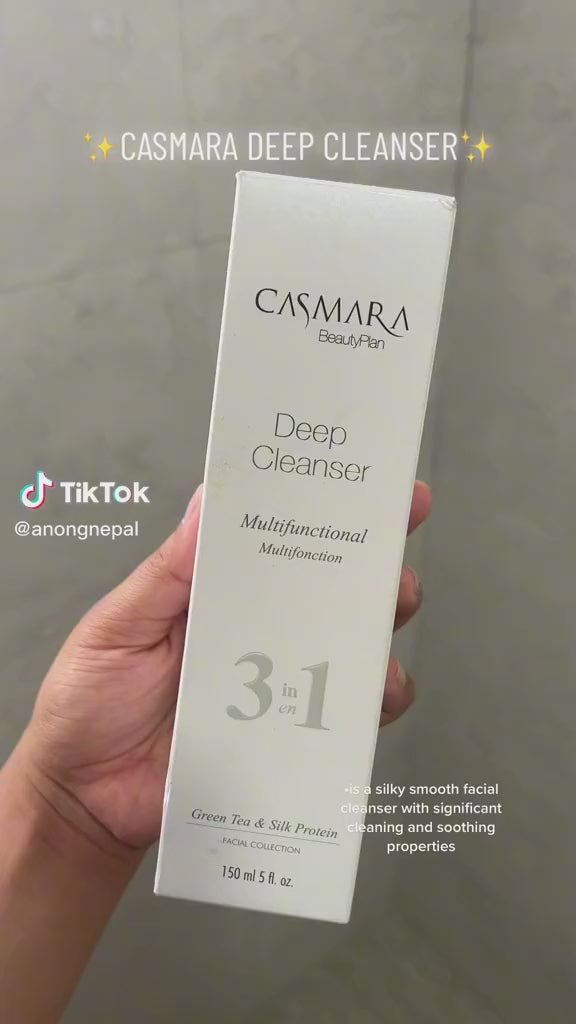 ✨CASMARA DEEP CLEANSER✨
CASMARA
BeautyPlan
Deep
Cleanser
Multifunctional
Multifonction
3 in 1
en
Green Tea & Silk Protein
FACIAL COLLECTION
150 ml 5 fl. oz.
TikTok
@anongnepal
•is a silky smooth facial
cleanser with significant
cleaning and soothing
properties